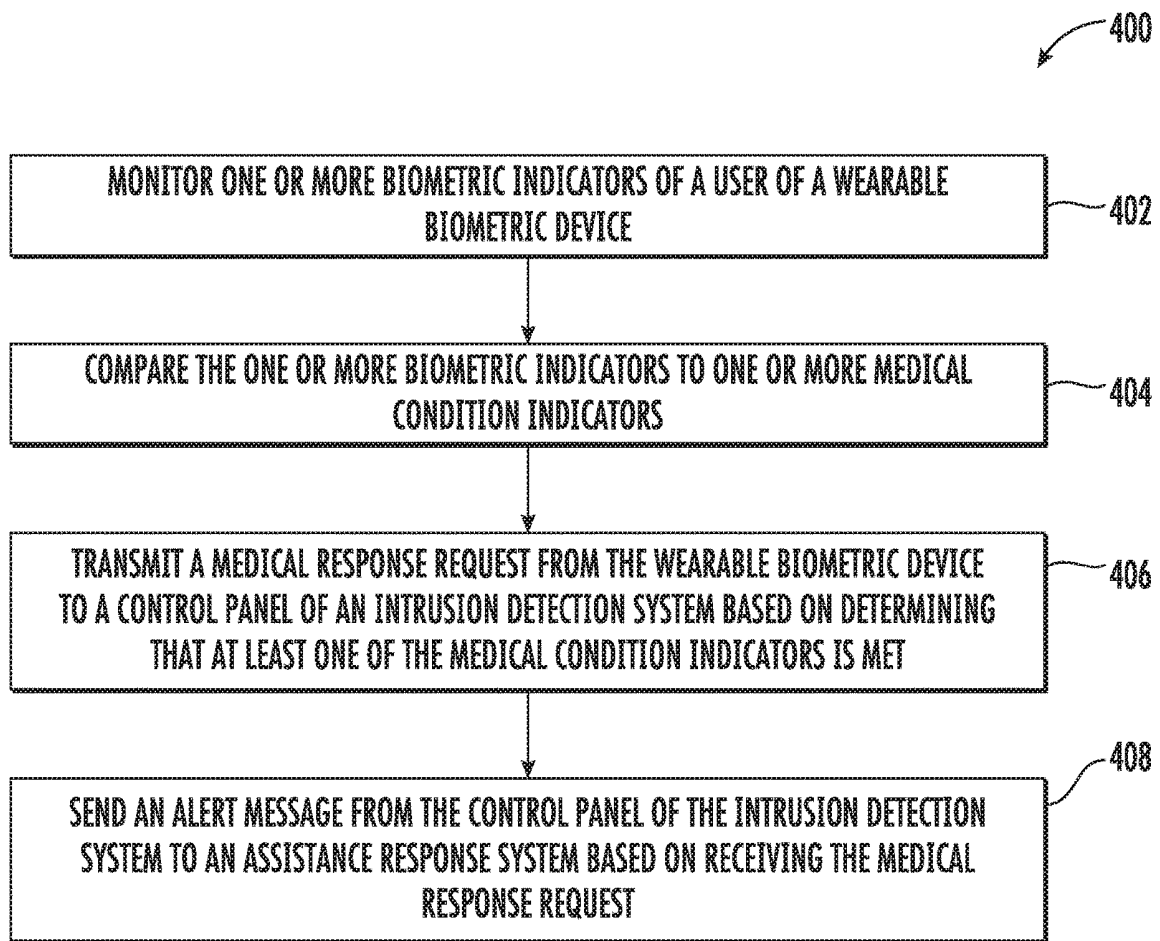 400
MONITOR ONE OR MORE BIOMETRIC INDICATORS OF A USER OF A WEARABLE
BIOMETRIC DEVICE
402
COMPARE THE ONE OR MORE BIOMETRIC INDICATORS TO ONE OR MORE MEDICAL
CONDITION INDICATORS
404
TRANSMIT A MEDICAL RESPONSE REQUEST FROM THE WEARABLE BIOMETRIC DEVICE
TO A CONTROL PANEL OF AN INTRUSION DETECTION SYSTEM BASED ON DETERMINING
THAT AT LEAST ONE OF THE MEDICAL CONDITION INDICATORS IS MET
406
SEND AN ALERT MESSAGE FROM THE CONTROL PANEL OF THE INTRUSION DETECTION
SYSTEM TO AN ASSISTANCE RESPONSE SYSTEM BASED ON RECEIVING THE MEDICAL
RESPONSE REQUEST
408